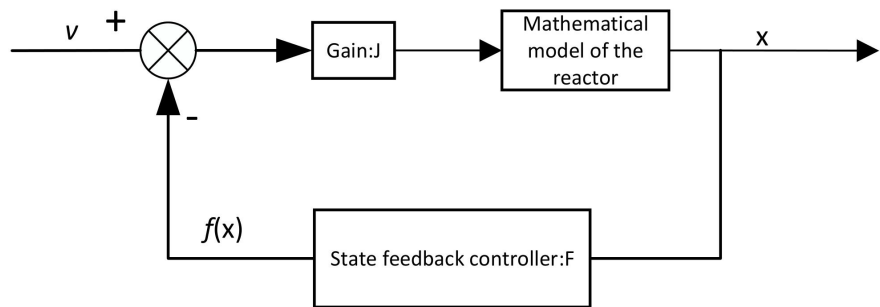 v
+
Gain:J
Mathematical
model of the
reactor
x
-
f(x)
State feedback controller:F